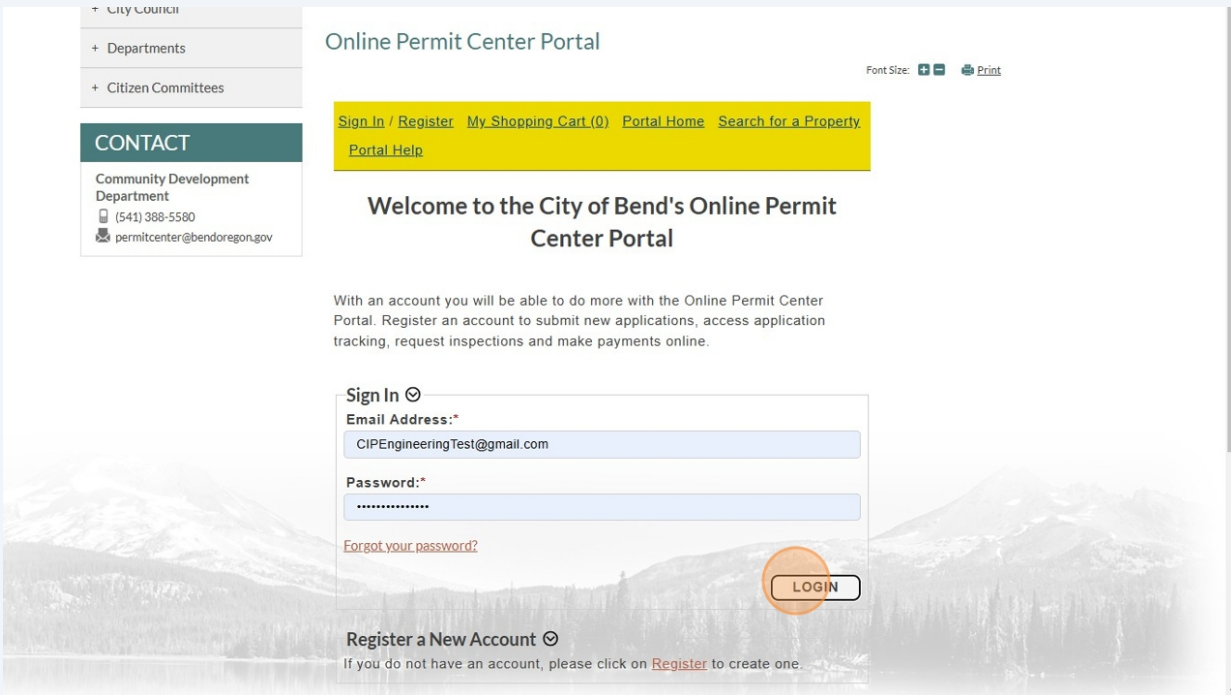 + City Council
+ Departments
+ Citizen Committees
CONTACT
Community Development
Department
(541) 388-5580
permitcenter@bendoregon.gov
Online Permit Center Portal
Font Size: + - Print
Sign In / Register My Shopping Cart (0) Portal Home Search for a Property
Portal Help
Welcome to the City of Bend's Online Permit
Center Portal
With an account you will be able to do more with the Online Permit Center
Portal. Register an account to submit new applications, access application
tracking, request inspections and make payments online.
Sign In
Email Address:*
CIPEngineeringTest@gmail.com
Password:*
•••••••••••••••
Forgot your password?
LOGIN
Register a New Account
If you do not have an account, please click on Register to create one.